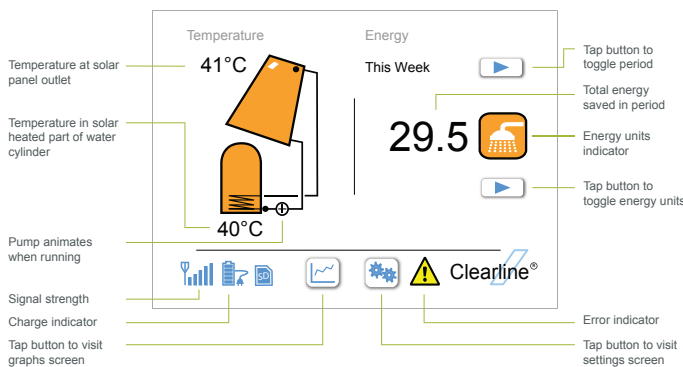 Temperature
Energy
41°C
This Week
29.5
40°C
SD
Clearline®
Temperature at solar
panel outlet
Temperature in solar
heated part of water
cylinder
Pump animates
when running
Signal strength
Charge indicator
Tap button to visit
graphs screen
Tap button to
toggle period
Total energy
saved in period
Energy units
indicator
Tap button to
toggle energy units
Error indicator
Tap button to visit
settings screen